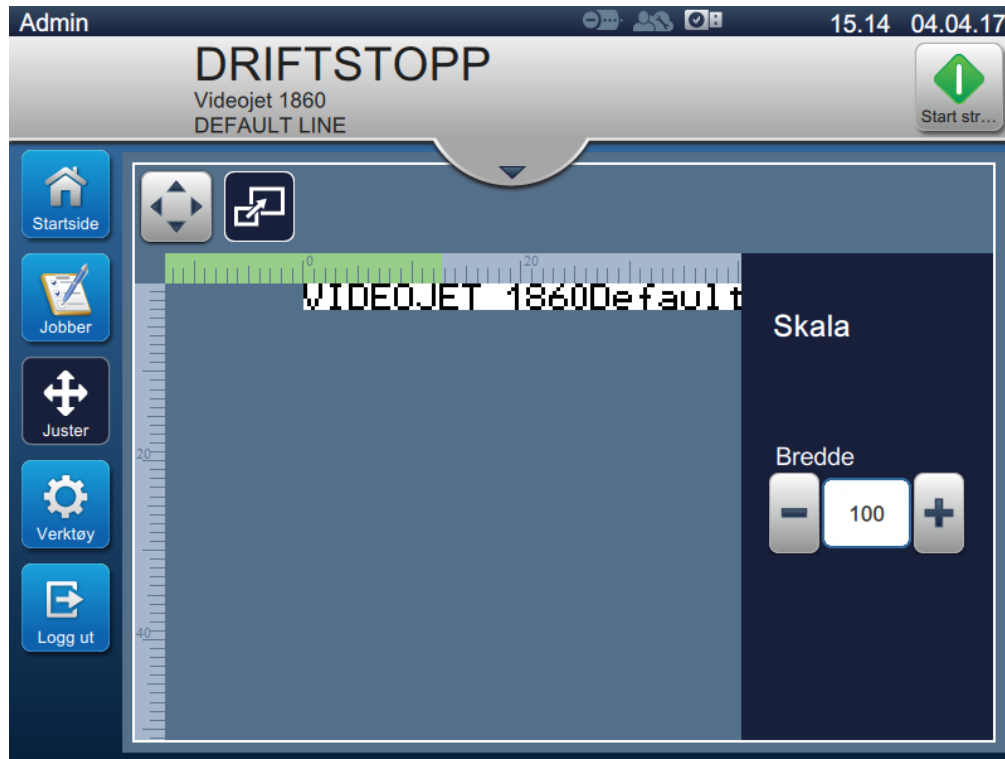 Admin
15.14 04.04.17
DRIFTSTOPP
Videojet 1860
DEFAULT LINE
Start str...
Startside
Jobber
Juster
Verktøy
Logg ut
0 20
VIDEOJET 1860Default
20
40
Skala
Bredde
100